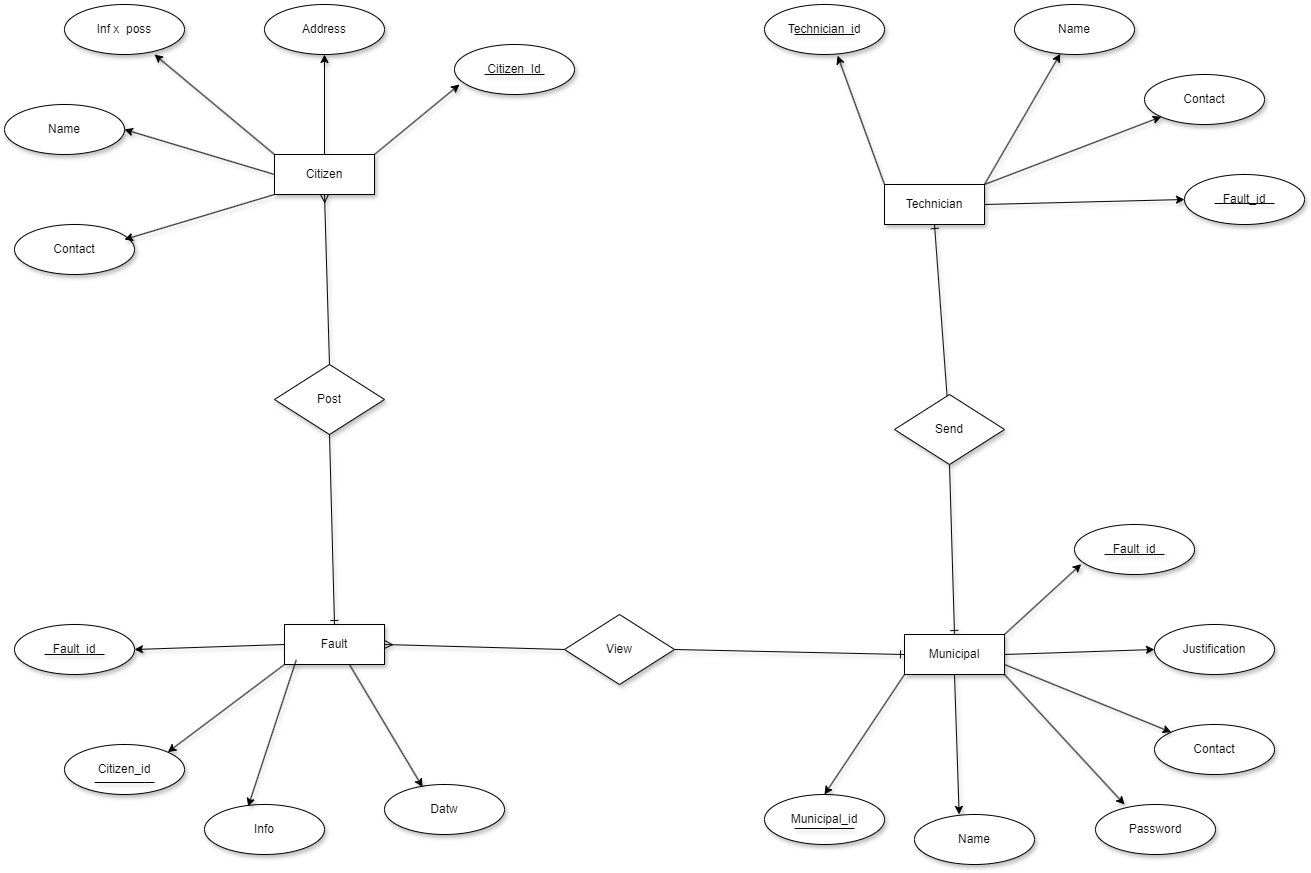 Inf x poss
Address
Citizen_Id
Name
Citizen
Contact
Technician_id
Name
Contact
Technician
Fault_id
Post
Send
Fault_id
Fault
View
Municipal
Justification
Fault_id
Citizen_id
Info
Datw
Contact
Municipal_id
Name
Password